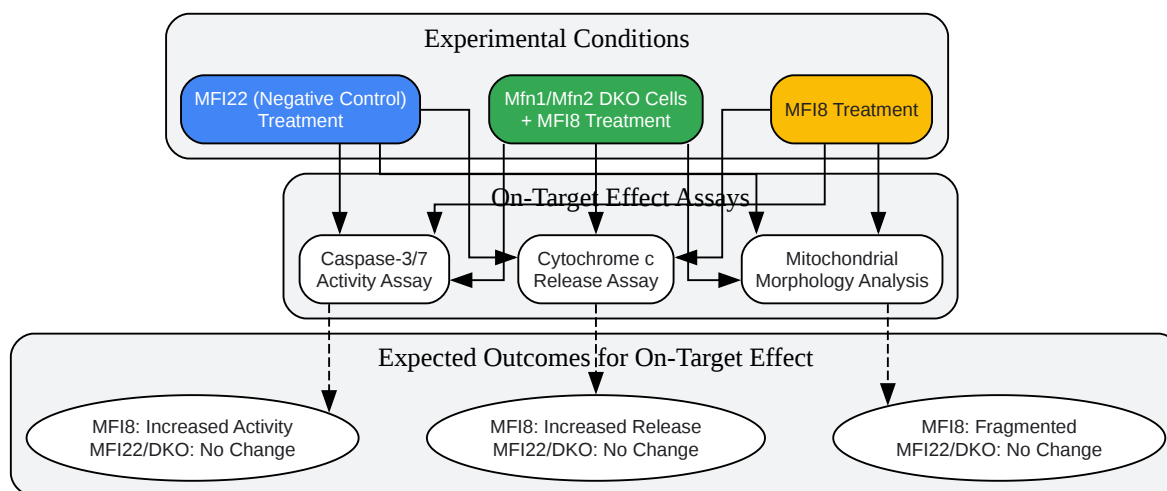 Experimental Conditions
MFI22 (Negative Control)
Treatment
Mfn1/Mfn2 DKO Cells
+ MFI8 Treatment
MFI8 Treatment
On-Target Effect Assays
Caspase-3/7
Activity Assay
Cytochrome c
Release Assay
Mitochondrial
Morphology Analysis
Expected Outcomes for On-Target Effect
MFI8: Increased Activity
MFI22/DKO: No Change
MFI8: Increased Release
MFI22/DKO: No Change
MFI8: Fragmented
MFI22/DKO: No Change